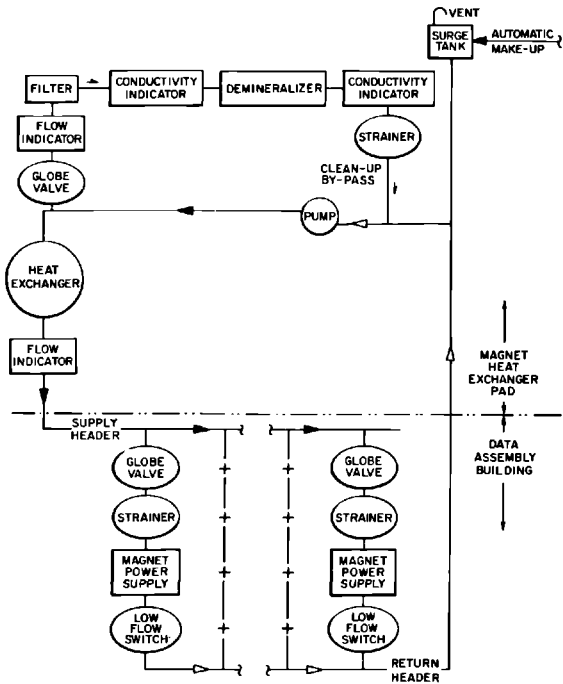 VENT
SURGE
TANK
AUTOMATIC
MAKE-UP
FILTER
CONDUCTIVITY
INDICATOR
DEMINERALIZER
CONDUCTIVITY
INDICATOR
FLOW
INDICATOR
STRAINER
GLOBE
VALVE
CLEAN-UP
BY-PASS
PUMP
HEAT
EXCHANGER
FLOW
INDICATOR
MAGNET
HEAT
EXCHANGER
PAD
SUPPLY
HEADER
DATA
ASSEMBLY
BUILDING
GLOBE
VALVE
GLOBE
VALVE
STRAINER
STRAINER
MAGNET
POWER
SUPPLY
MAGNET
POWER
SUPPLY
LOW
FLOW
SWITCH
LOW
FLOW
SWITCH
RETURN
HEADER